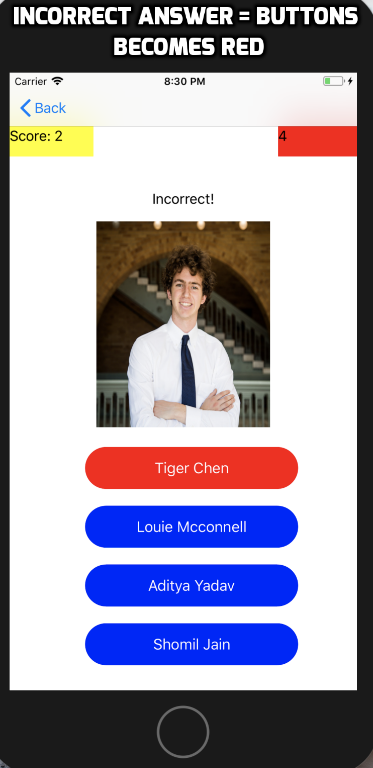 INCORRECT ANSWER = BUTTONS
BECOMES RED
Carrier 8:30 PM
Back
Score: 2 4
Incorrect!
Tiger Chen
Louie Mcconnell
Aditya Yadav
Shomil Jain